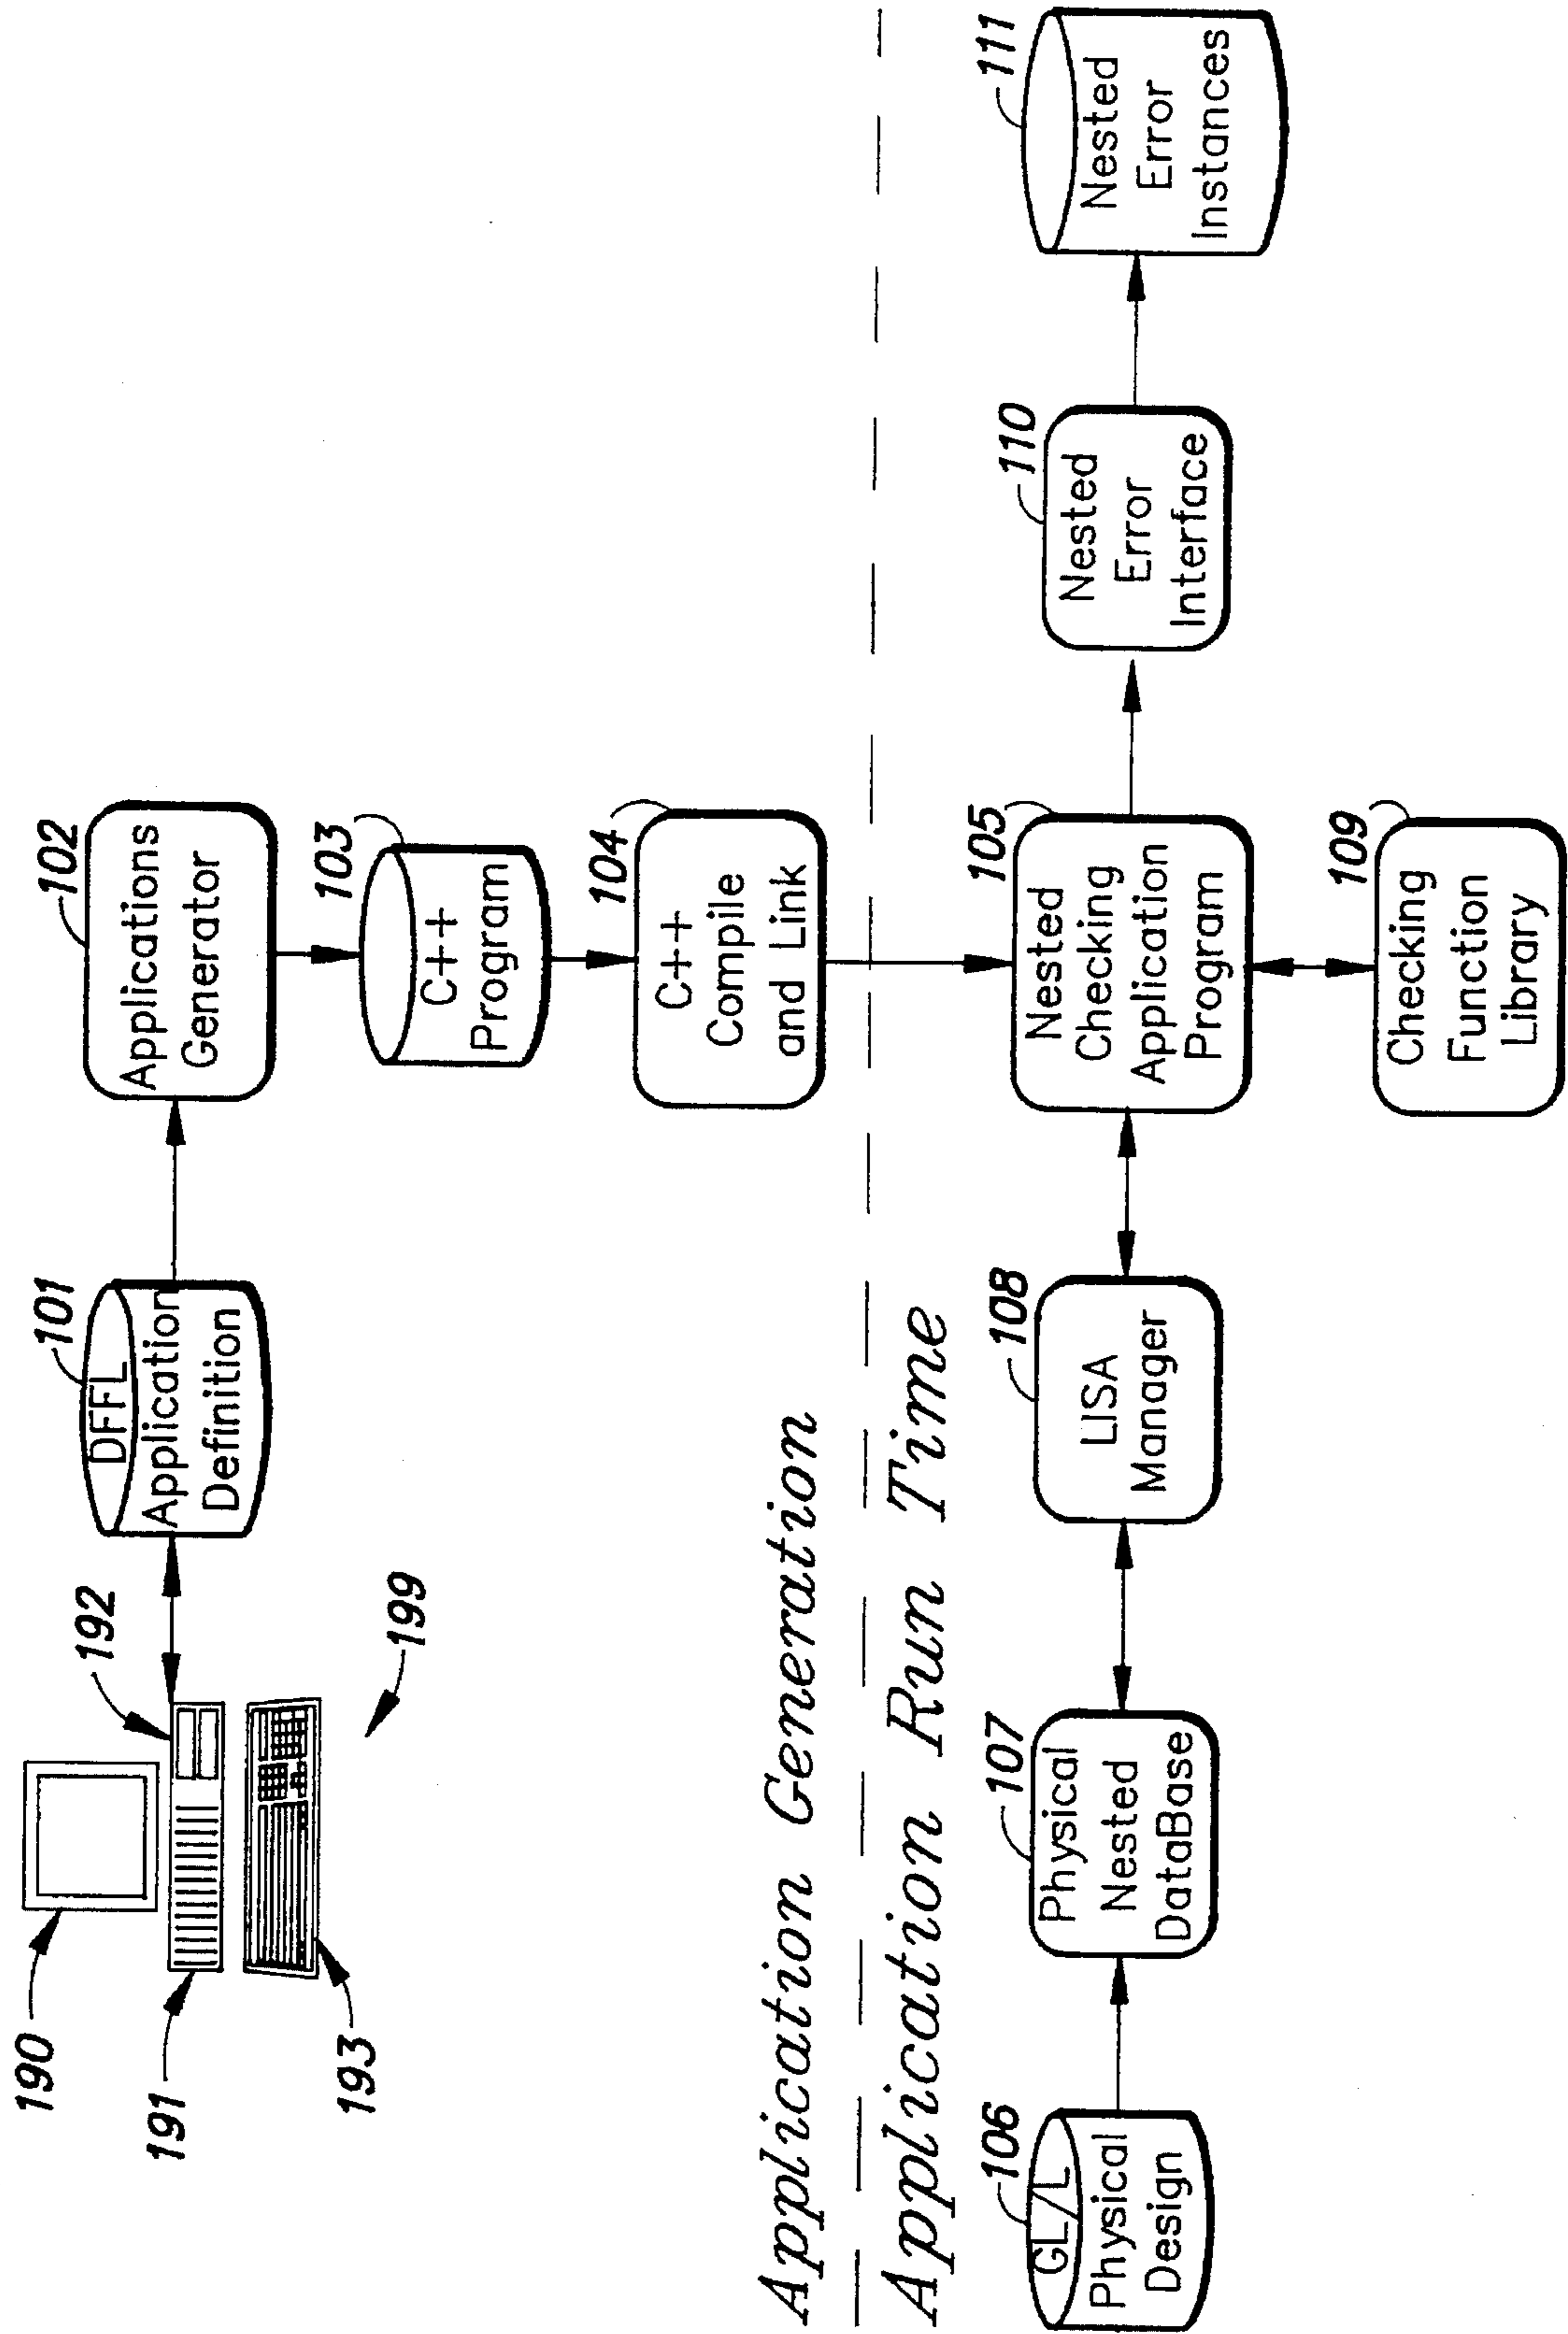 190
191
192
193
199
101
DFFL
Application
Definition
102
Applications
Generator
103
C++
Program
104
C++
Compile
and Link
Application Generation
Application Run Time
106
GL/L
Physical
Design
107
Physical
Nested
DataBase
108
LISA
Manager
105
Nested
Checking
Application
Program
109
Checking
Function
Library
110
Nested
Error
Interface
111
Nested
Error
Instances